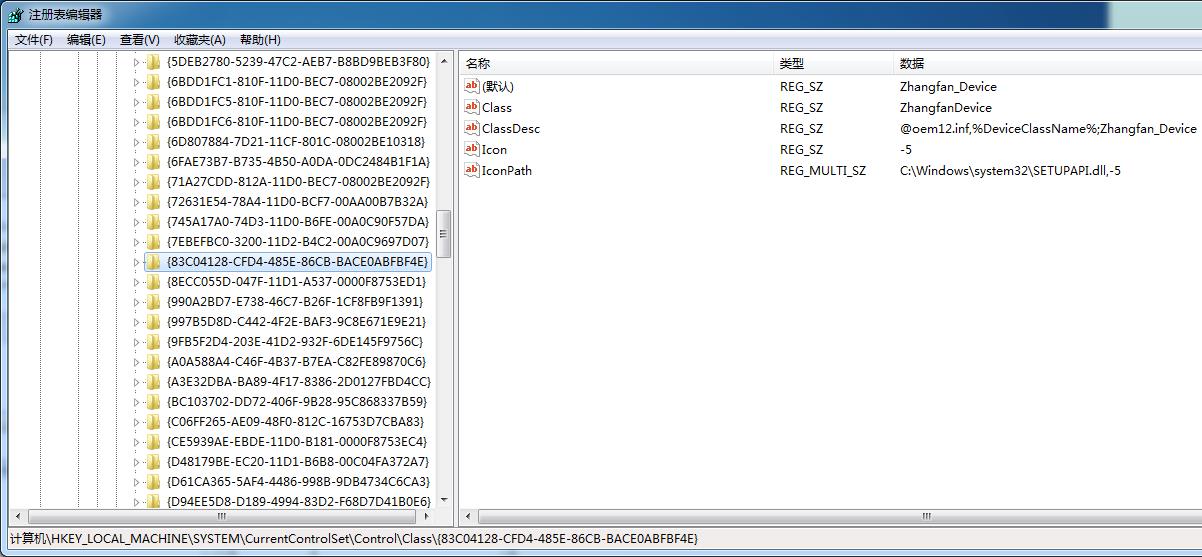 注册表编辑器
文件(F) 编辑(E) 查看(V) 收藏夹(A) 帮助(H)
{5DEB2780-5239-47C2-AEB7-B8BD9BEB3F80}
{6BDD1FC1-810F-11D0-BEC7-08002BE2092F}
{6BDD1FC5-810F-11D0-BEC7-08002BE2092F}
{6BDD1FC6-810F-11D0-BEC7-08002BE2092F}
{6D807884-7D21-11CF-801C-08002BE10318}
{6FAE73B7-B735-4B50-A0DA-0DC2484B1F1A}
{71A27CDD-812A-11D0-BEC7-08002BE2092F}
{72631E54-78A4-11D0-BCF7-00AA00B7B32A}
{745A17A0-74D3-11D0-B6FE-00A0C90F57DA}
{7EBEFBC0-3200-11D2-B4C2-00A0C9697D07}
{83C04128-CFD4-485E-86CB-BACE0ABFBF4E}
{8ECC055D-047F-11D1-A537-0000F8753ED1}
{990A2BD7-E738-46C7-B26F-1CF8FB9F1391}
{997B5D8D-C442-4F2E-BAF3-9C8E671E9E21}
{9FB5F2D4-203E-41D2-932F-6DE145F9756C}
{A0A588A4-C46F-4B37-B7EA-C82FE89870C6}
{A3E32DBA-BA89-4F17-8386-2D0127FBD4CC}
{BC103702-DD72-406F-9B28-95C868337B59}
{C06FF265-AE09-48F0-812C-16753D7CBA83}
{CE5939AE-EBDE-11D0-B181-0000F8753EC4}
{D48179BE-EC20-11D1-B6B8-00C04FA372A7}
{D61CA365-5AF4-4486-998B-9DB4734C6CA3}
{D94EE5D8-D189-4994-83D2-F68D7D41B0E6}
名称 类型 数据
(默认) REG_SZ Zhangfan_Device
Class REG_SZ ZhangfanDevice
ClassDesc REG_SZ @oem12.inf,%DeviceClassName%;Zhangfan_Device
Icon REG_SZ -5
IconPath REG_MULTI_SZ C:\Windows\system32\SETUPAPI.dll,-5
计算机\HKEY_LOCAL_MACHINE\SYSTEM\CurrentControlSet\Control\Class\{83C04128-CFD4-485E-86CB-BACE0ABFBF4E}